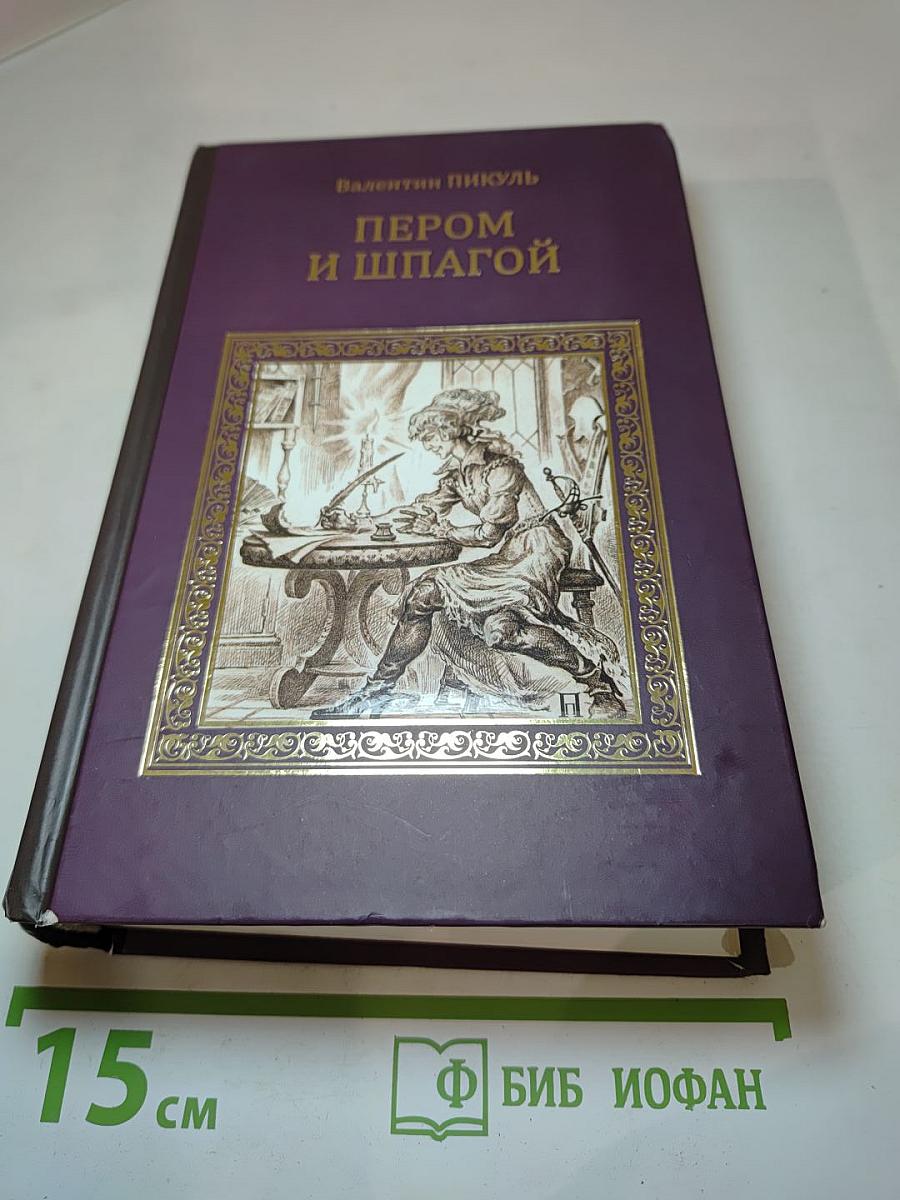 Валентин ПИКУЛЬ
ПЕРОМ
И ШПАГОЙ
15 см
Ф БИБ ИОФАН